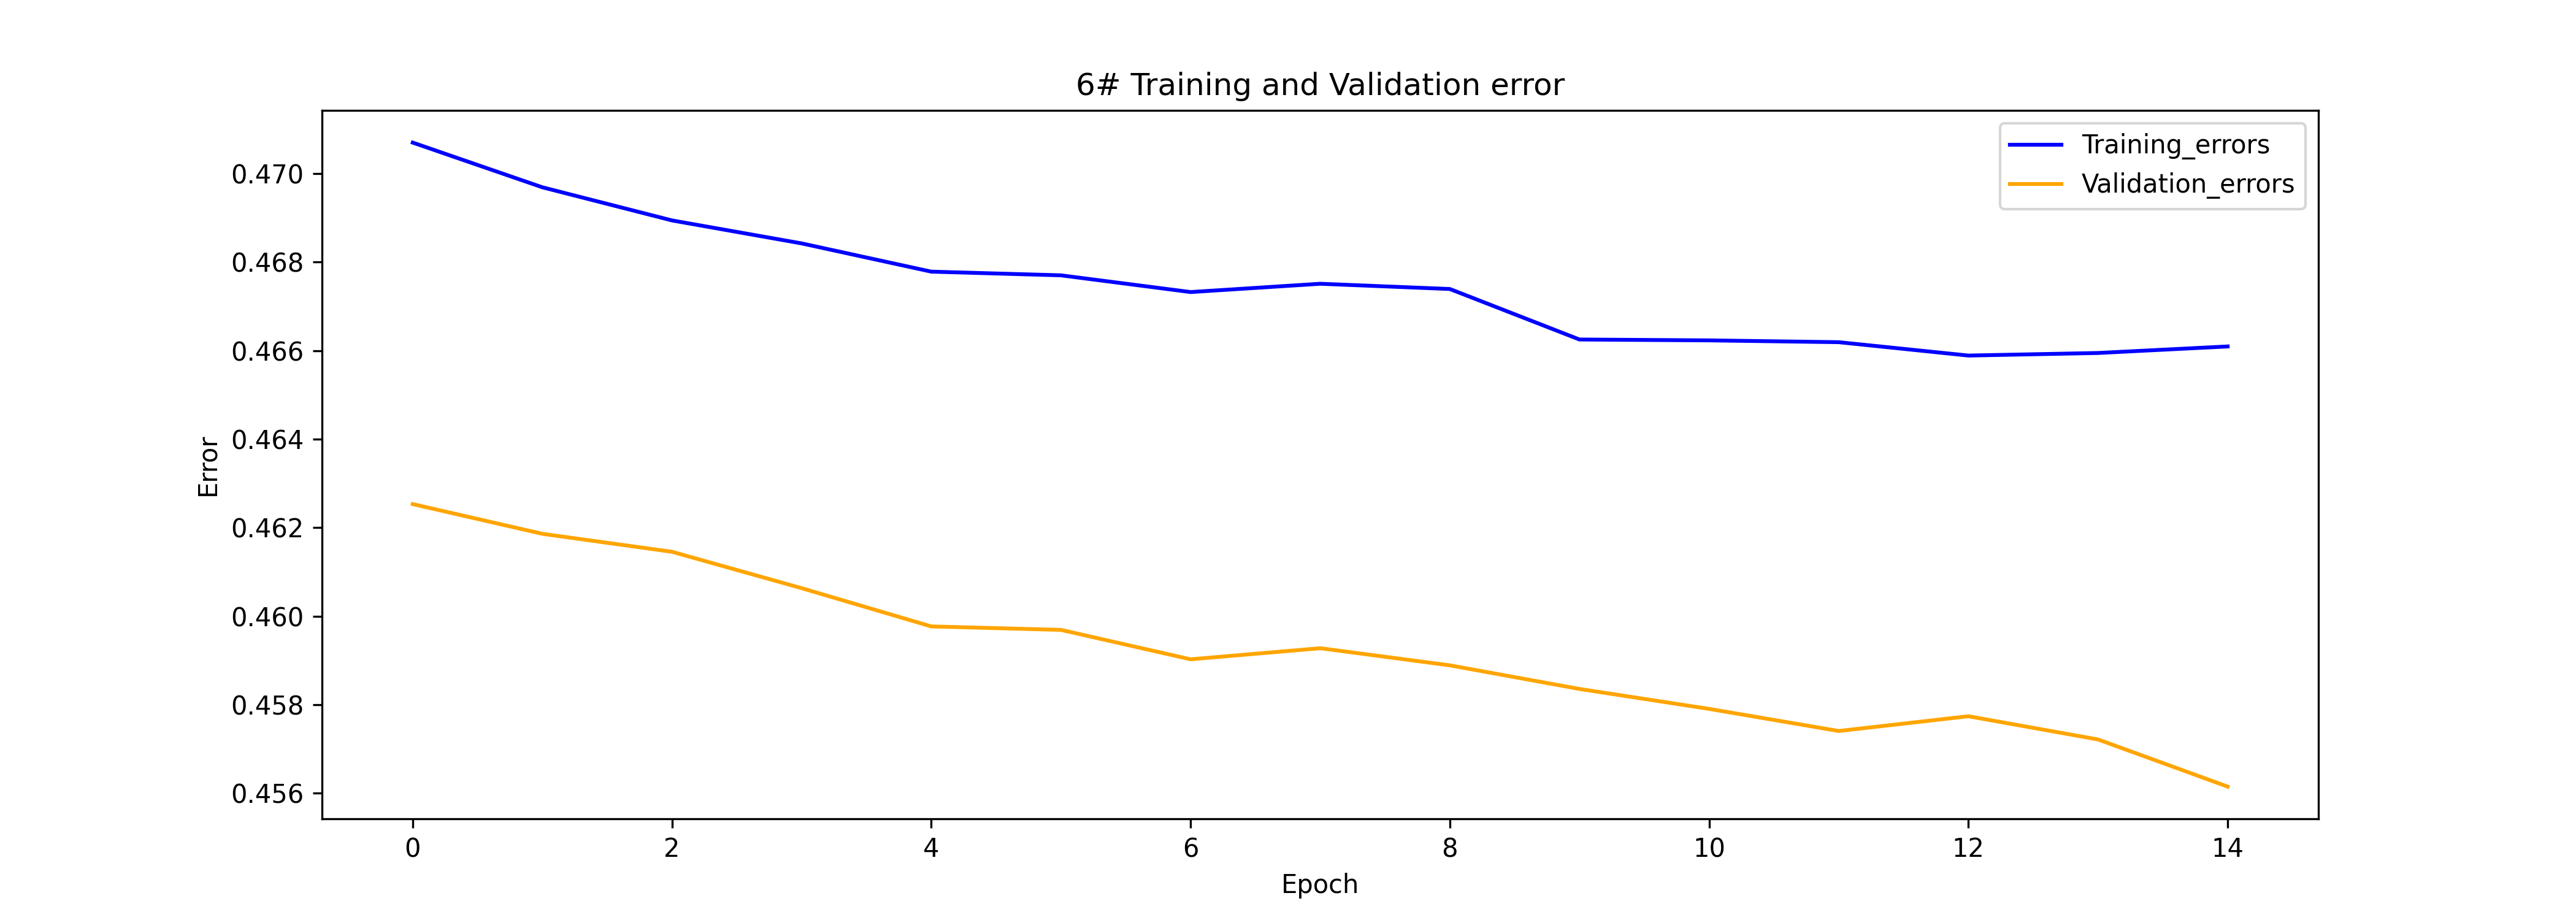 6# Training and Validation error
Training_errors
Validation_errors
0.470
0.468
0.466
0.464
0.462
0.460
0.458
0.456
Error
0 2 4 6 8 10 12 14
Epoch